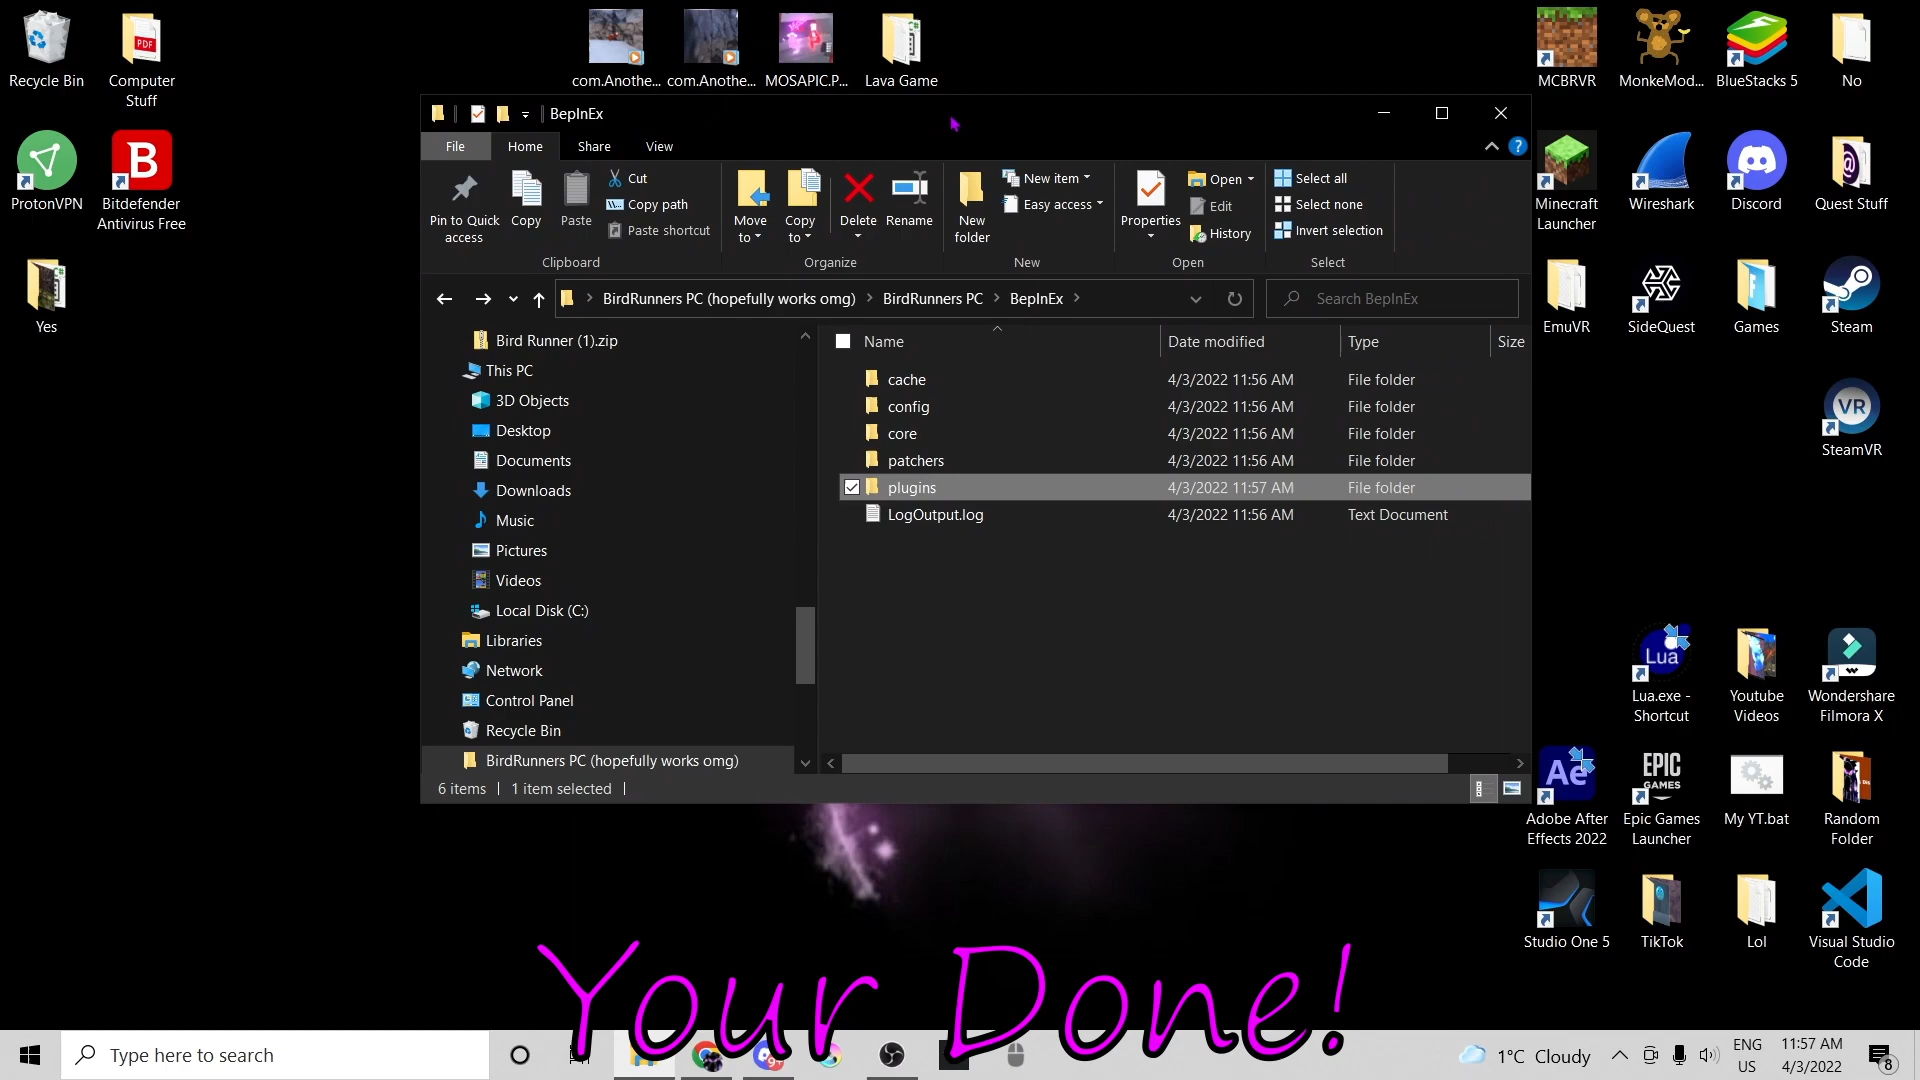 Recycle Bin
Computer
Stuff
com.Anothe...
com.Anothe...
MOSAPIC.P...
Lava Game
MCBRVR
MonkeMod...
BlueStacks 5
No
BepInEx
File
Home
Share
View
ProtonVPN
Bitdefender
Antivirus Free
Minecraft
Launcher
Wireshark
Discord
Quest Stuff
Pin to Quick
access
Copy
Paste
Cut
Copy path
Paste shortcut
Move
to
Copy
to
Delete
Rename
New
folder
New item
Easy access
Properties
Open
Edit
History
Select all
Select none
Invert selection
Clipboard
Organize
New
Open
Select
Yes
BirdRunners PC (hopefully works omg)
BirdRunners PC
BepInEx
Search BepInEx
EmuVR
SideQuest
Games
Steam
Bird Runner (1).zip
This PC
3D Objects
Desktop
Documents
Downloads
Music
Pictures
Videos
Local Disk (C:)
Libraries
Network
Control Panel
Recycle Bin
BirdRunners PC (hopefully works omg)
Name Date modified Type Size
cache 4/3/2022 11:56 AM File folder
config 4/3/2022 11:56 AM File folder
core 4/3/2022 11:56 AM File folder
patchers 4/3/2022 11:56 AM File folder
plugins 4/3/2022 11:57 AM File folder
LogOutput.log 4/3/2022 11:56 AM Text Document
6 items
1 item selected
VR
SteamVR
Lua
Lua.exe -
Shortcut
Youtube
Videos
Wondershare
Filmora X
Ae
Adobe After
Effects 2022
EPIC
GAMES
Epic Games
Launcher
My YT.bat
Random
Folder
Studio One 5
TikTok
Lol
Visual Studio
Code
Your Done!
Type here to search
1°C Cloudy
ENG
US
11:57 AM
4/3/2022
8